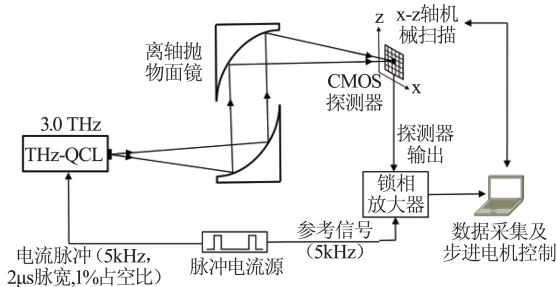 z
x-z轴机
械扫描
离轴抛
物面镜
CMOS
探测器
x
3.0 THz
THz-QCL
探测器
输出
锁相
放大器
参考信号
(5kHz)
数据采集及
步进电机控制
电流脉冲(5kHz,
2μs脉宽,1%占空比)
脉冲电流源